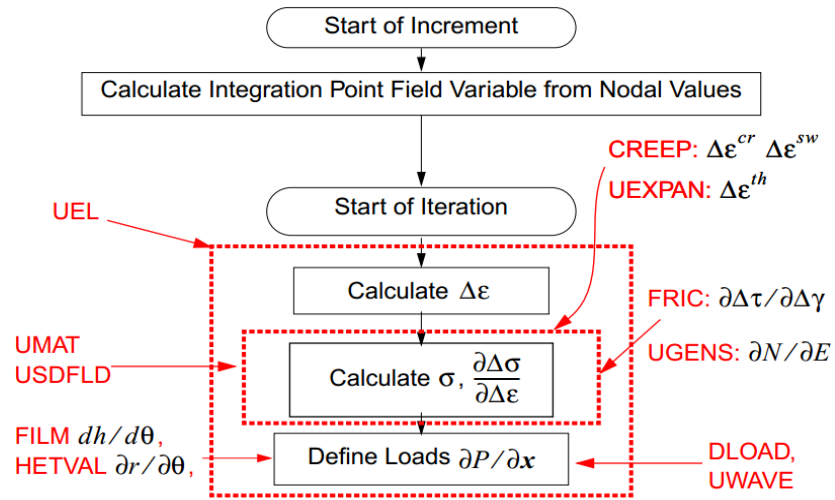 Start of Increment
Calculate Integration Point Field Variable from Nodal Values
CREEP: Δε^cr Δε^sw
UEXPAN: Δε^th
Start of Iteration
UEL
Calculate Δε
FRIC: ∂Δτ/∂Δγ
UGENS: ∂N/∂E
UMAT
USDFLD
Calculate σ, ∂Δσ/∂Δε
FILM dh/dθ,
HETVAL ∂r/∂θ,
Define Loads ∂P/∂x
DLOAD,
UWAVE